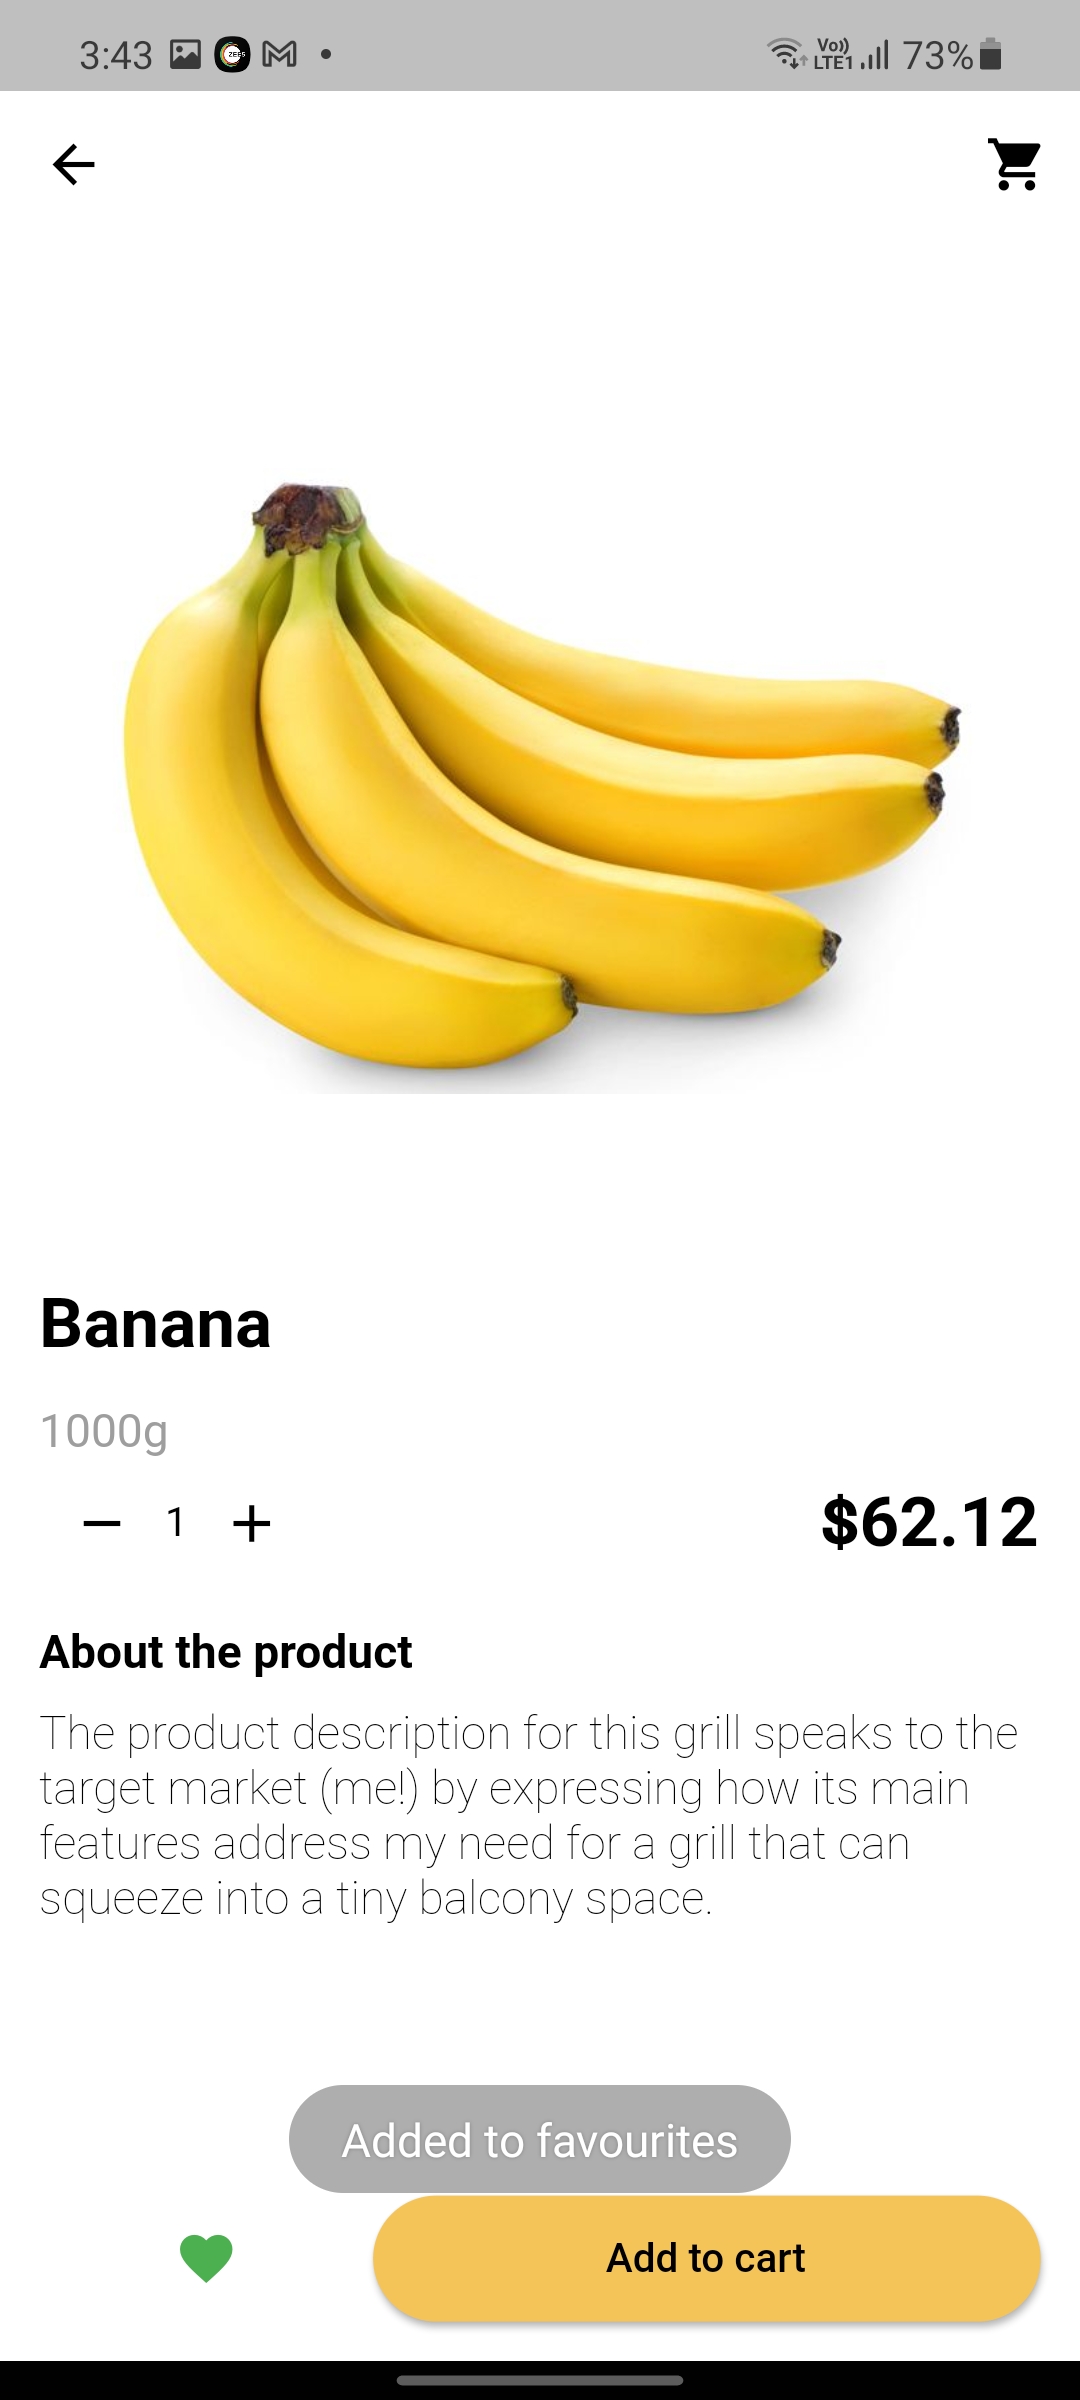 3:43
Vo))
LTE1
73%
Banana
1000g
1
$62.12
About the product
The product description for this grill speaks to the
target market (me!) by expressing how its main
features address my need for a grill that can
squeeze into a tiny balcony space.
Added to favourites
Add to cart